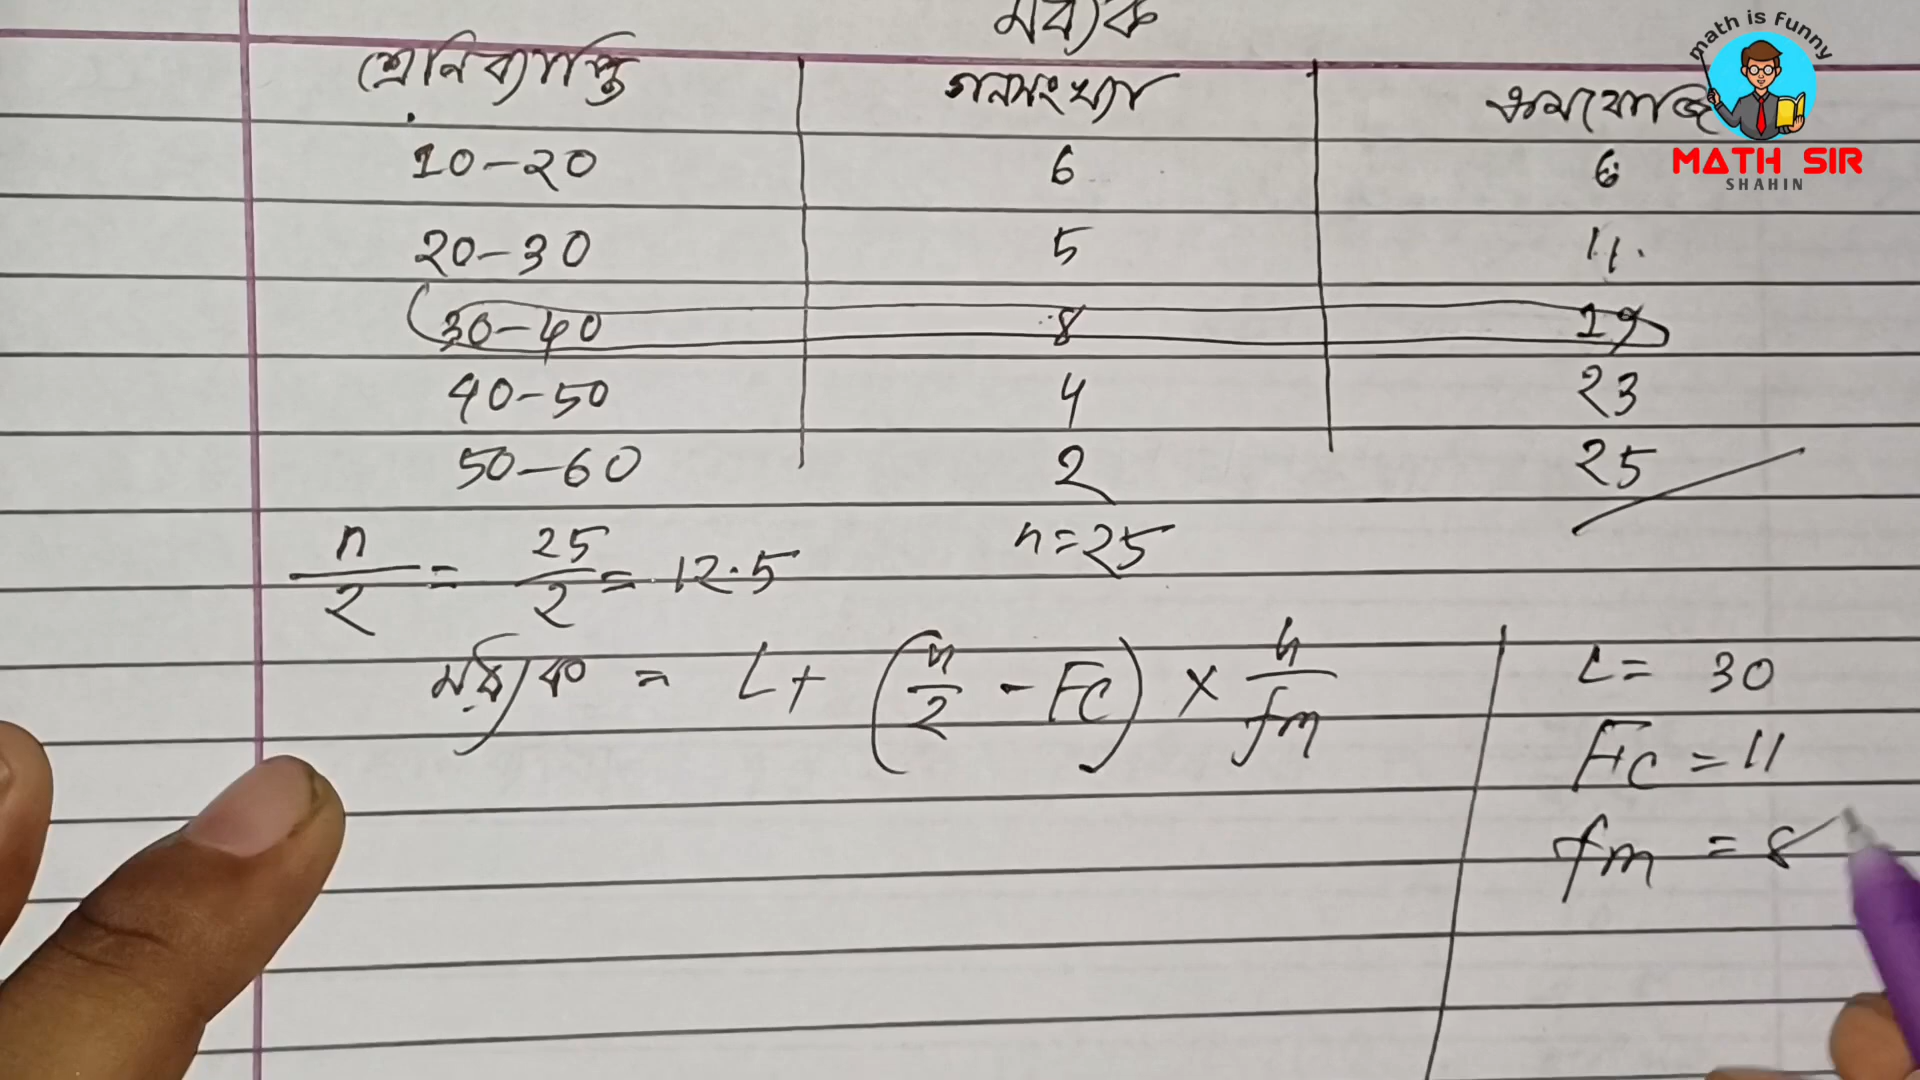 মধ্যক
math is Funny
শ্রেনিব্যাপ্তি গনসংখ্যা ক্রমযোজি
MATH SIR
SHAHIN
10-20 6 6
20-30 5 11
30-40 8 19
40-50 4 23
50-60 2 25
n/2 = 25/2 = 12.5 n=25
মধ্যক = L + (n/2 - Fc) × h/fm
L = 30
Fc = 11
fm = 8